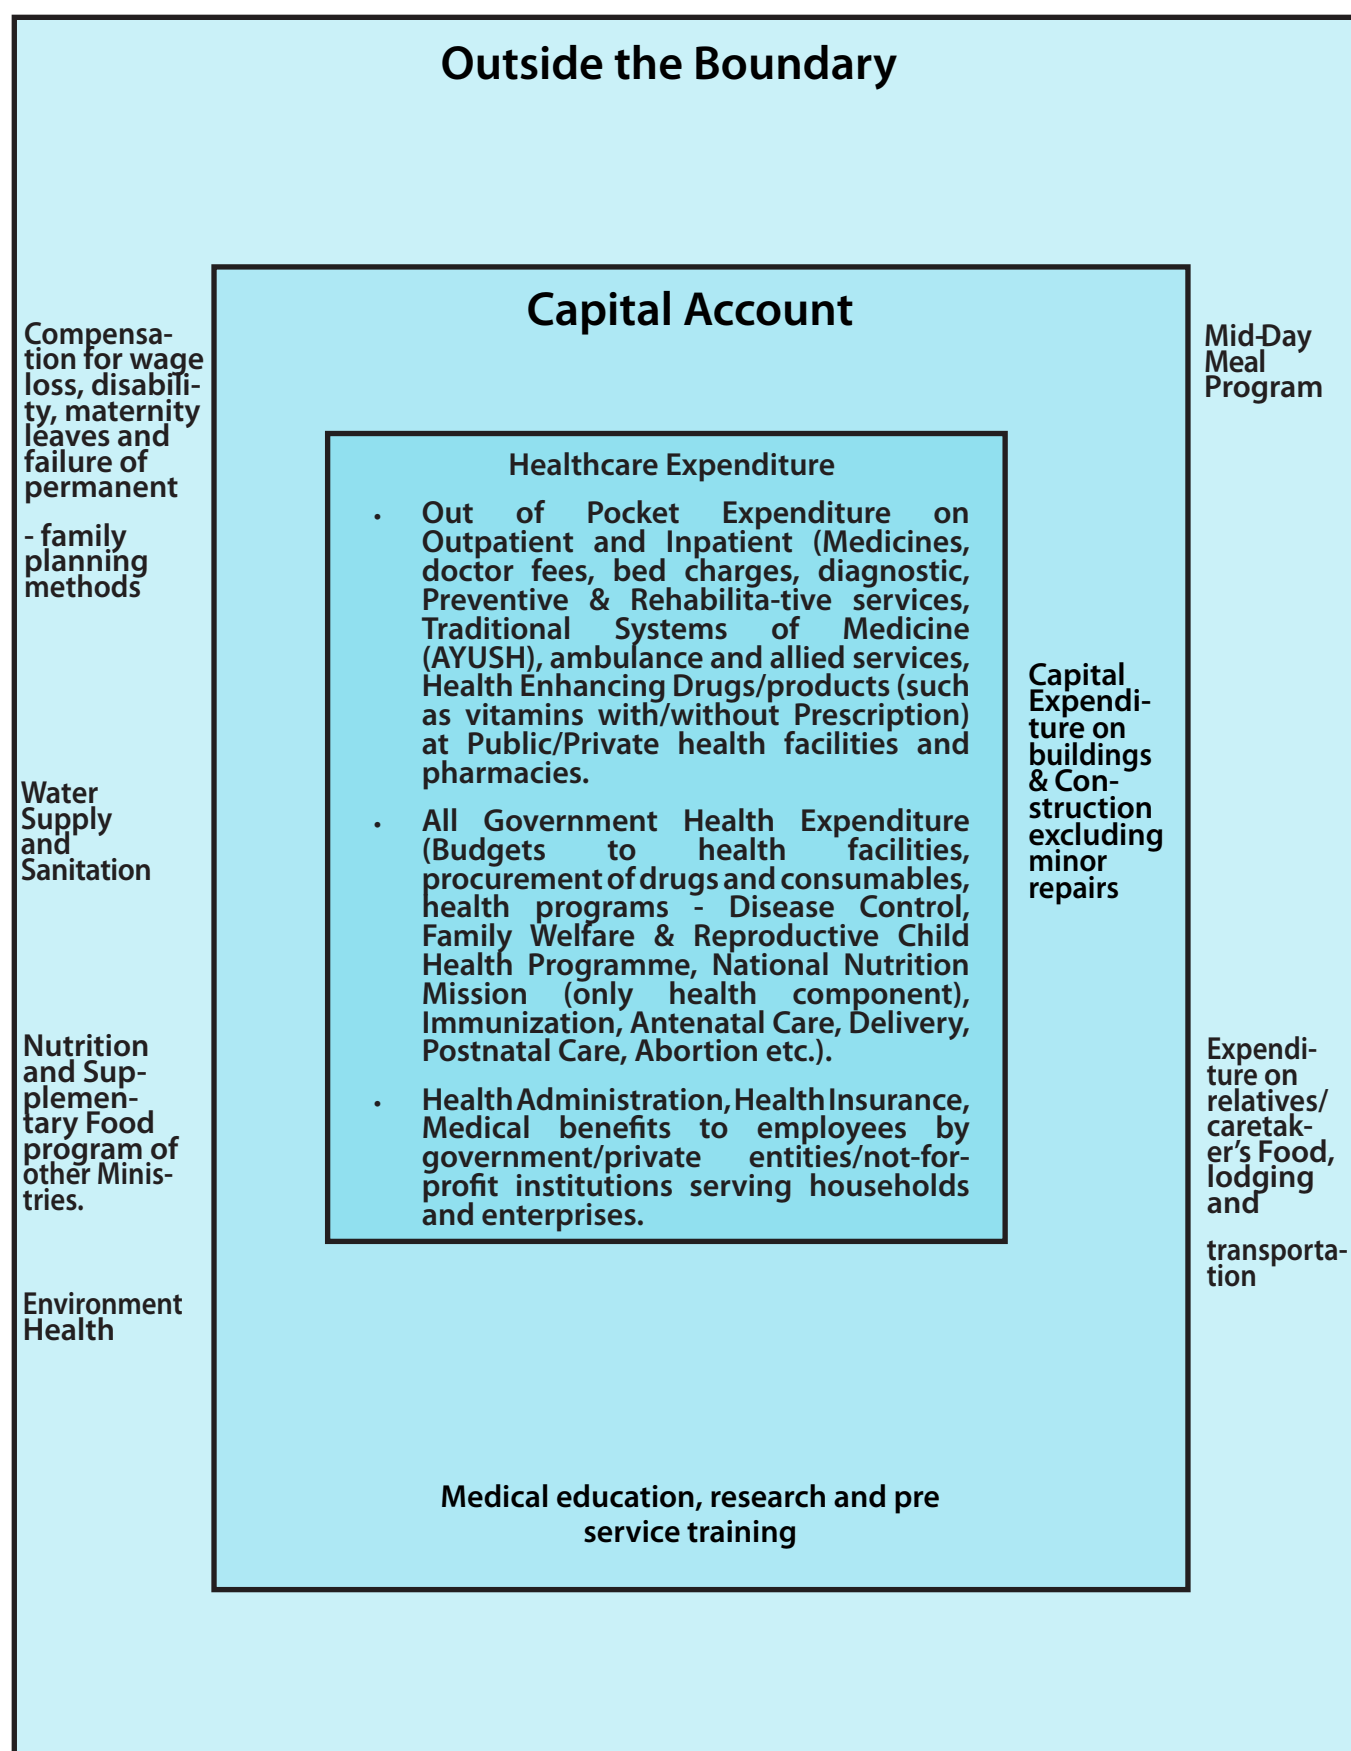 Outside the Boundary
Compensa-
tion for wage
loss, disabili-
ty, maternity
leaves and
failure of
permanent
- family
planning
methods
Water
Supply
and
Sanitation
Nutrition
and Sup-
plemen-
tary Food
program of
other Minis-
tries.
Environment
Health
Capital Account
Healthcare Expenditure
• Out of Pocket Expenditure on
Outpatient and Inpatient (Medicines,
doctor fees, bed charges, diagnostic,
Preventive & Rehabilita-tive services,
Traditional Systems of Medicine
(AYUSH), ambulance and allied services,
Health Enhancing Drugs/products (such
as vitamins with/without Prescription)
at Public/Private health facilities and
pharmacies.
• All Government Health Expenditure
(Budgets to health facilities,
procurement of drugs and consumables,
health programs - Disease Control,
Family Welfare & Reproductive Child
Health Programme, National Nutrition
Mission (only health component),
Immunization, Antenatal Care, Delivery,
Postnatal Care, Abortion etc.).
• Health Administration, Health Insurance,
Medical benefits to employees by
government/private entities/not-for-
profit institutions serving households
and enterprises.
Capital
Expendi-
ture on
buildings
& Con-
struction
excluding
minor
repairs
Medical education, research and pre
service training
Mid-Day
Meal
Program
Expendi-
ture on
relatives/
caretak-
er's Food,
lodging
and
transporta-
tion